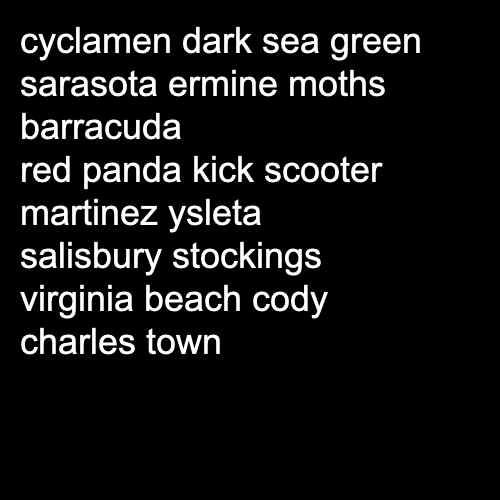 cyclamen dark sea green
sarasota ermine moths
barracuda
red panda kick scooter
martinez ysleta
salisbury stockings
virginia beach cody
charles town